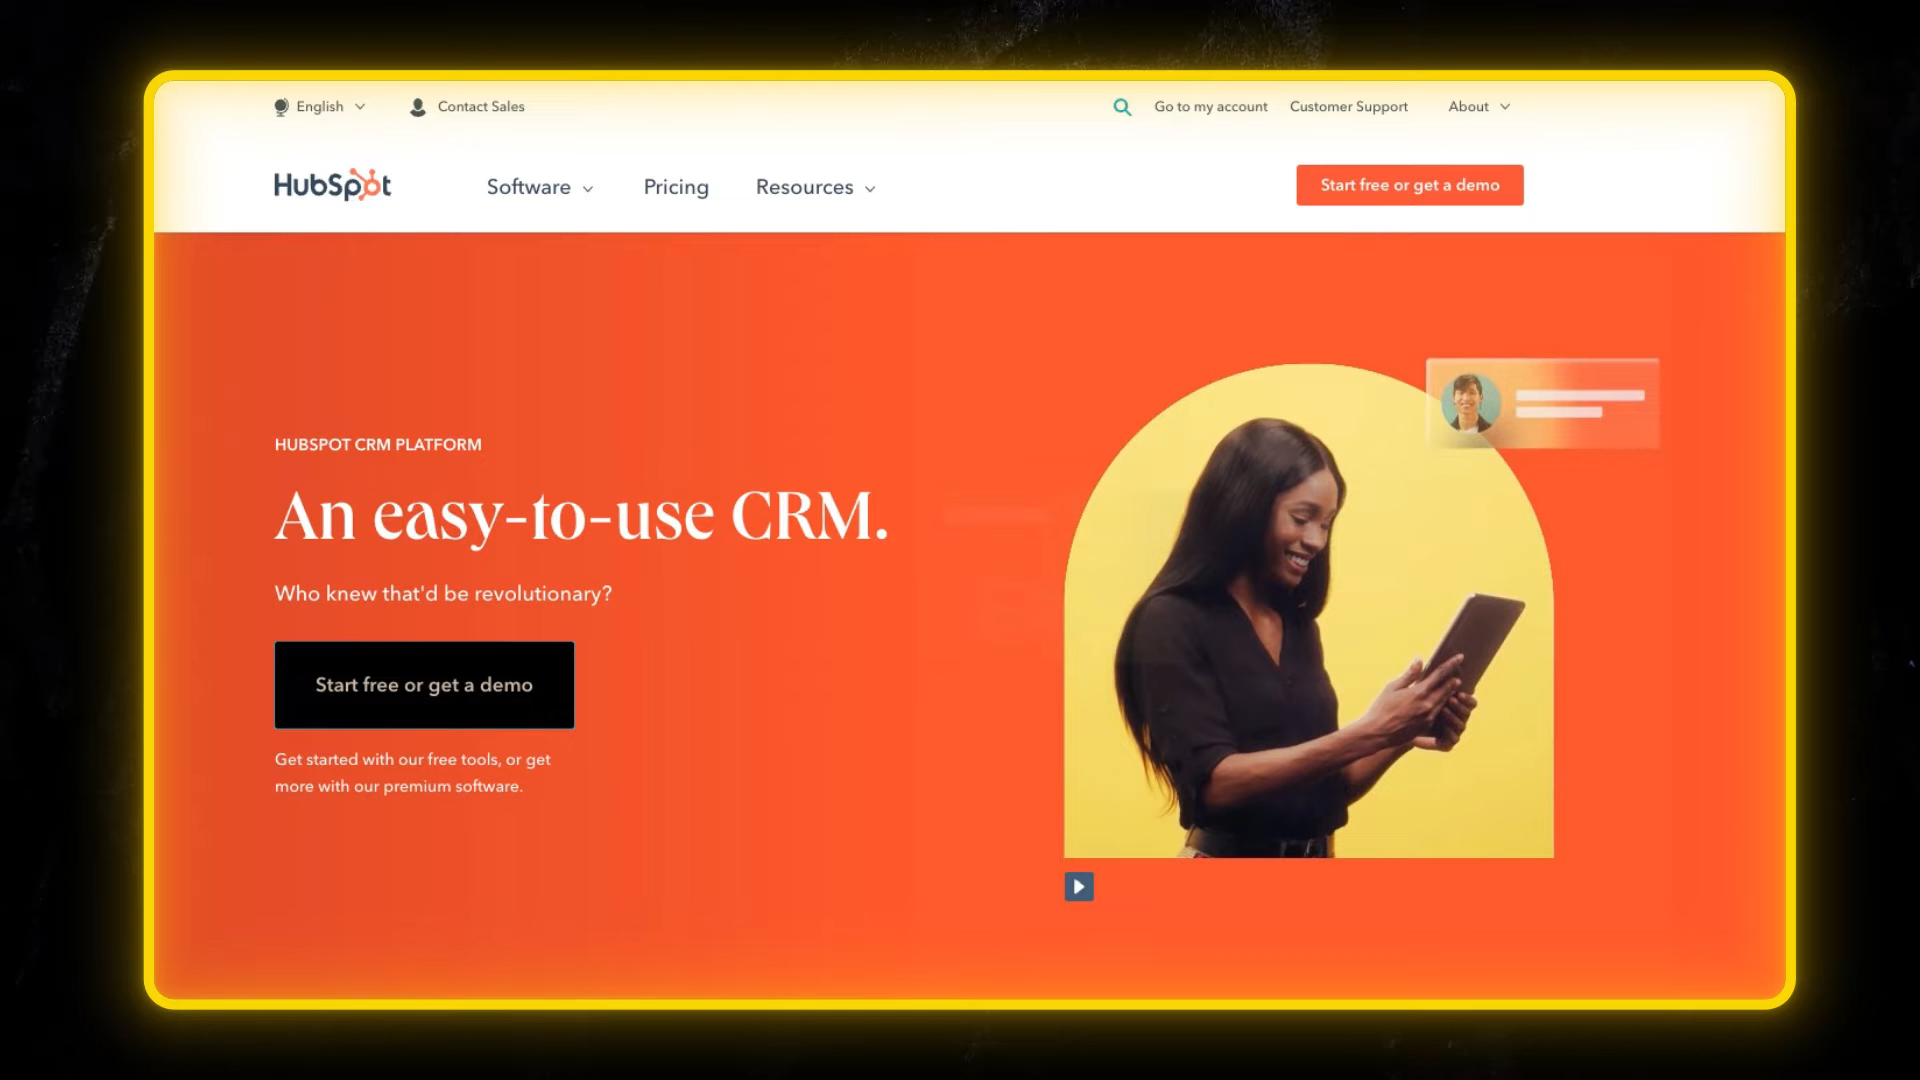 English
Contact Sales
Go to my account
Customer Support
About
HubSpot
Software
Pricing
Resources
Start free or get a demo
HUBSPOT CRM PLATFORM
An easy-to-use CRM.
Who knew that'd be revolutionary?
Start free or get a demo
Get started with our free tools, or get
more with our premium software.